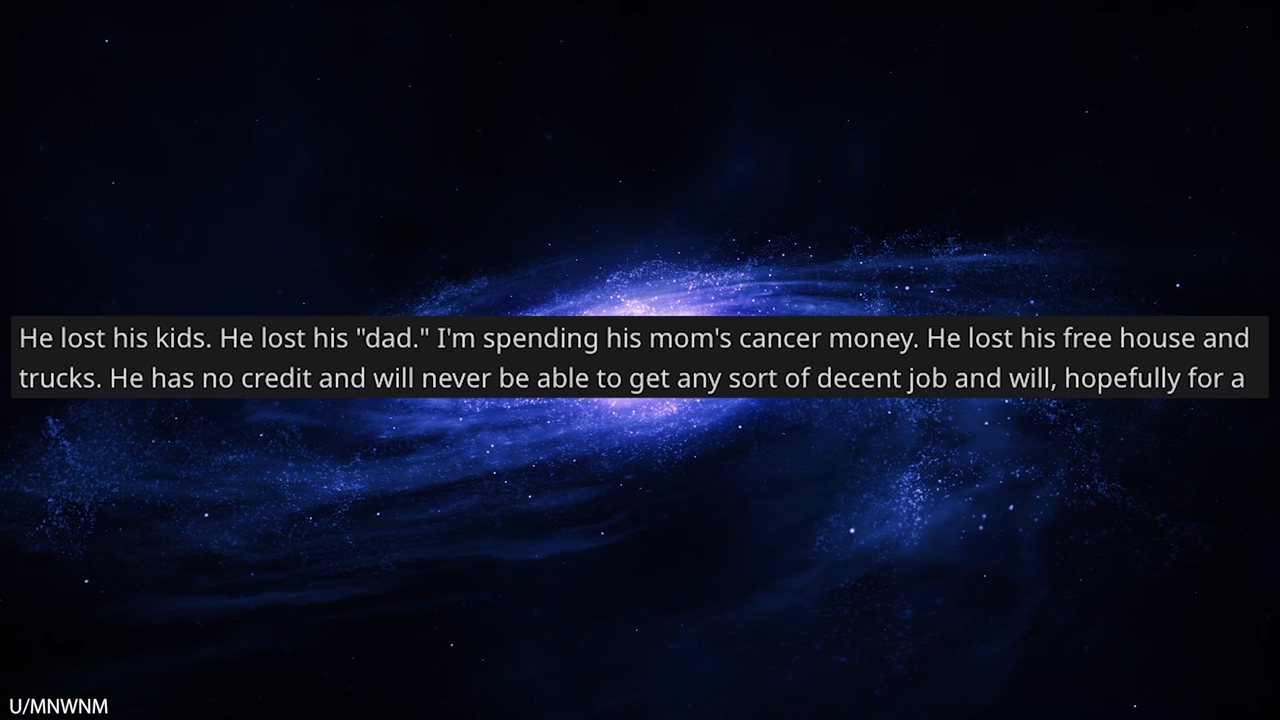 He lost his kids. He lost his "dad." I'm spending his mom's cancer money. He lost his free house and
trucks. He has no credit and will never be able to get any sort of decent job and will, hopefully for a
U/MNWNM